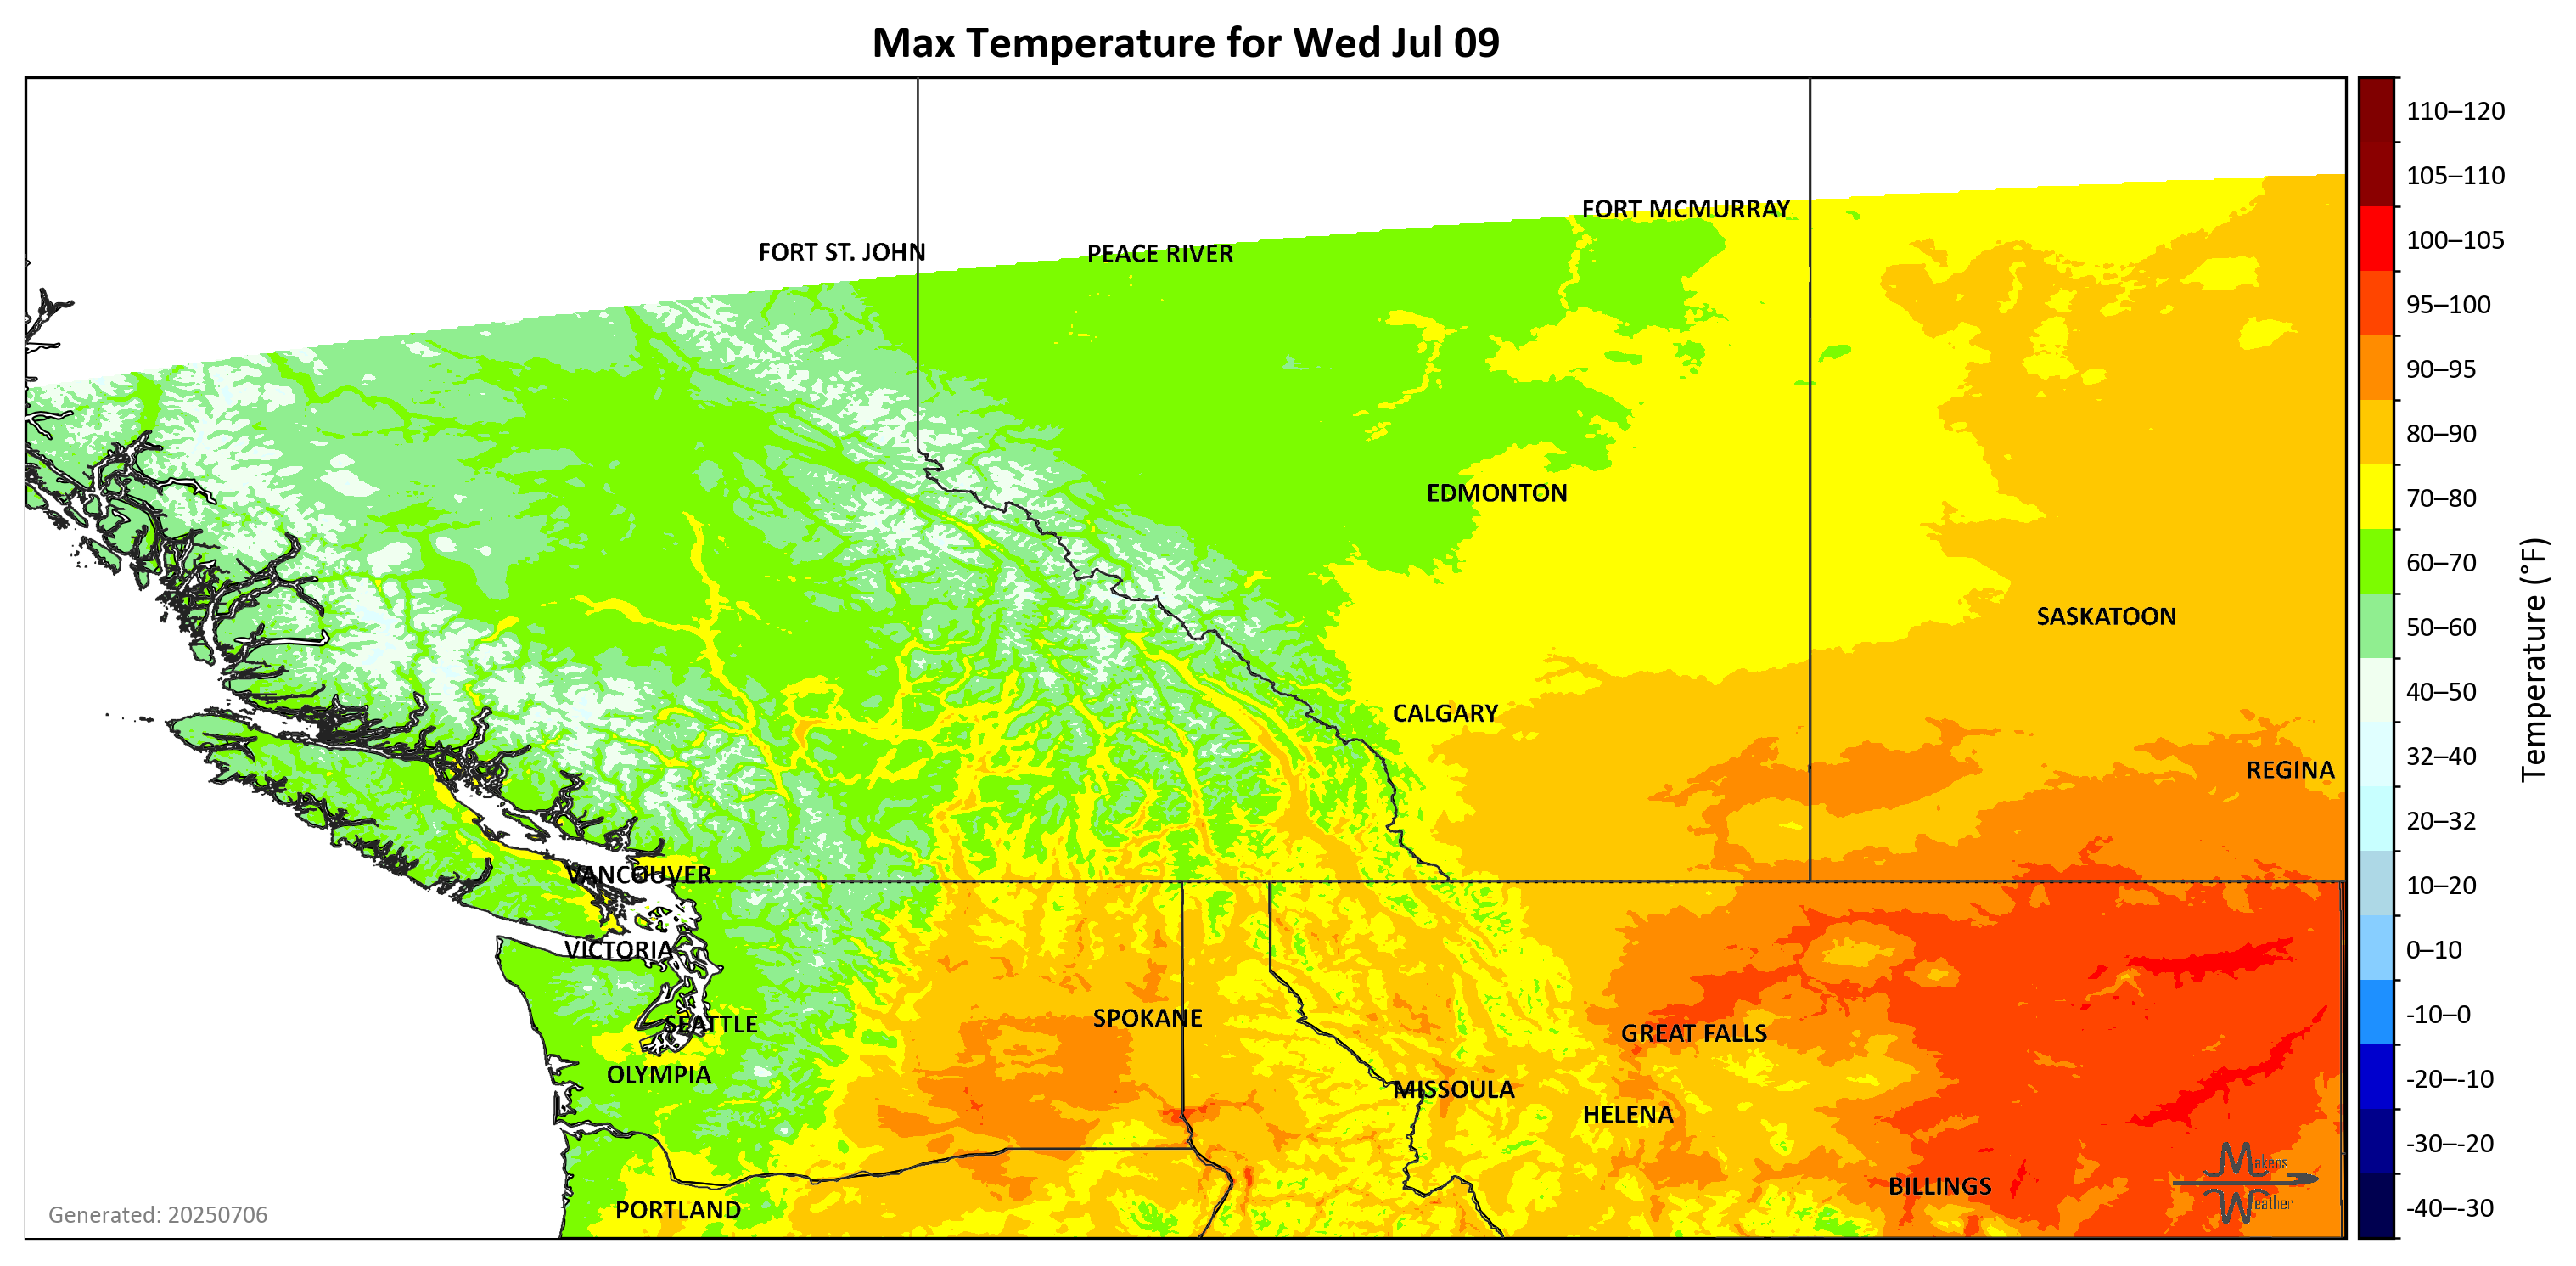 Max Temperature for Wed Jul 09
110–120
105–110
FORT MCMURRAY
100–105
FORT ST. JOHN
PEACE RIVER
95–100
90–95
80–90
EDMONTON
70–80
60–70
SASKATOON
50–60
Temperature (°F)
40–50
CALGARY
32–40
REGINA
20–32
VANCOUVER
10–20
VICTORIA
0–10
-10–0
SPOKANE
SEATTLE
GREAT FALLS
OLYMPIA
-20–-10
MISSOULA
HELENA
-30–-20
Makens
Weather
BILLINGS
PORTLAND
-40–-30
Generated: 20250706